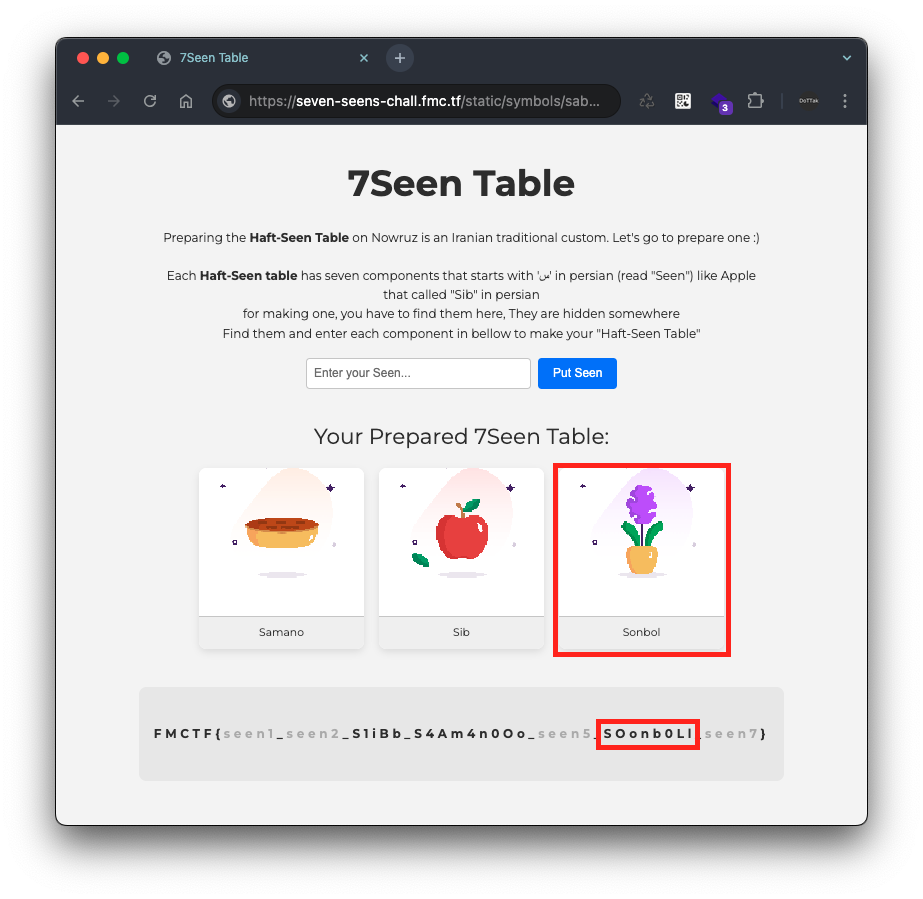 7Seen Table
https://seven-seens-chall.fmc.tf/static/symbols/sab...
3
DoTTak
7Seen Table
Preparing the Haft-Seen Table on Nowruz is an Iranian traditional custom. Let's go to prepare one :)
Each Haft-Seen table has seven components that starts with 'س' in persian (read "Seen") like Apple
that called "Sib" in persian
for making one, you have to find them here, They are hidden somewhere
Find them and enter each component in bellow to make your "Haft-Seen Table"
Enter your Seen...
Put Seen
Your Prepared 7Seen Table:
Samano
Sib
Sonbol
FMCTF{seen1_seen2_S1iBb_S4Am4n0Oo_seen5_SOonb0Ll_seen7}